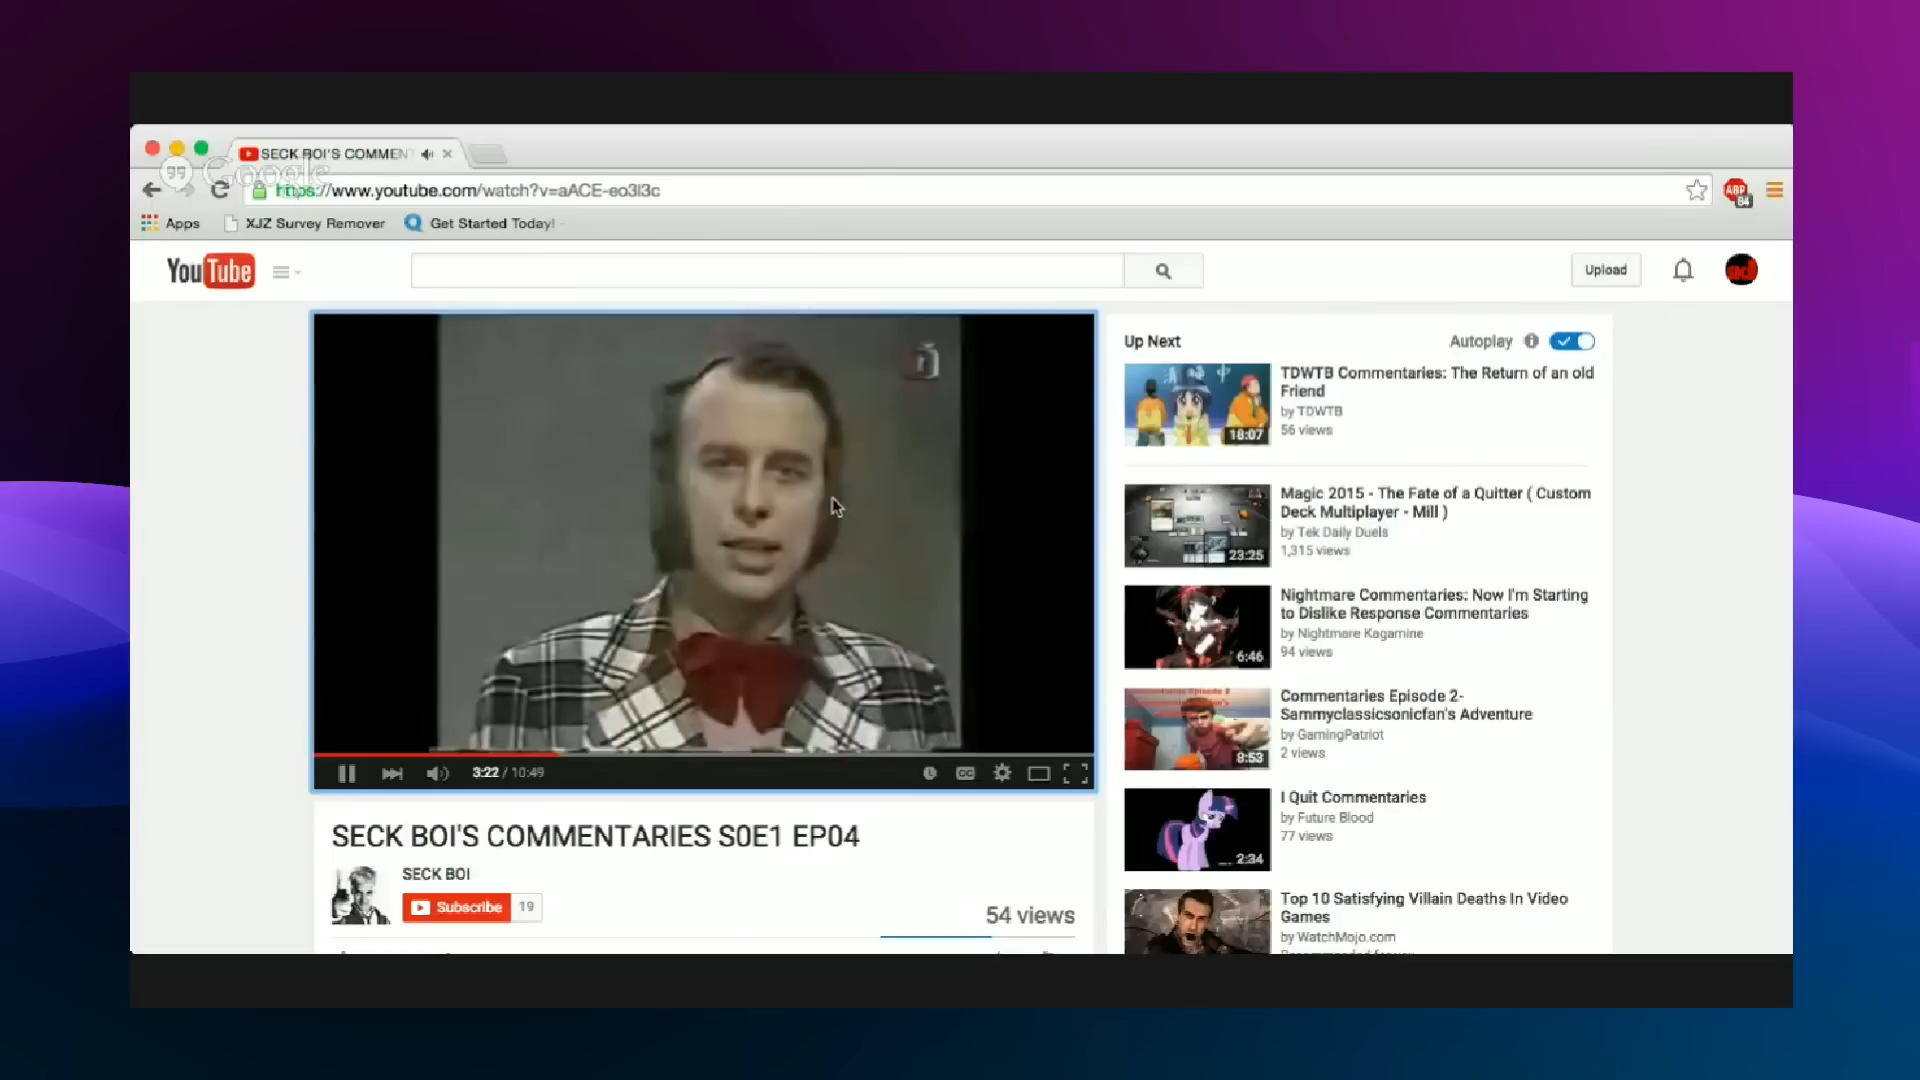 SECK BOI'S COMMENT
Google
https://www.youtube.com/watch?v=aACE-eo3l3c
ABP
84
Apps
XJZ Survey Remover
Get Started Today!
YouTube
Upload
3:22 / 10:49
CC
SECK BOI'S COMMENTARIES S0E1 EP04
SECK BOI
Subscribe 19
54 views
Up Next
Autoplay
18:07
TDWTB Commentaries: The Return of an old
Friend
by TDWTB
56 views
23:25
Magic 2015 - The Fate of a Quitter ( Custom
Deck Multiplayer - Mill )
by Tek Daily Duels
1,315 views
6:46
Nightmare Commentaries: Now I'm Starting
to Dislike Response Commentaries
by Nightmare Kagamine
94 views
8:53
Commentaries Episode 2-
Sammyclassicsonicfan's Adventure
by GamingPatriot
2 views
2:34
I Quit Commentaries
by Future Blood
77 views
Top 10 Satisfying Villain Deaths In Video
Games
by WatchMojo.com